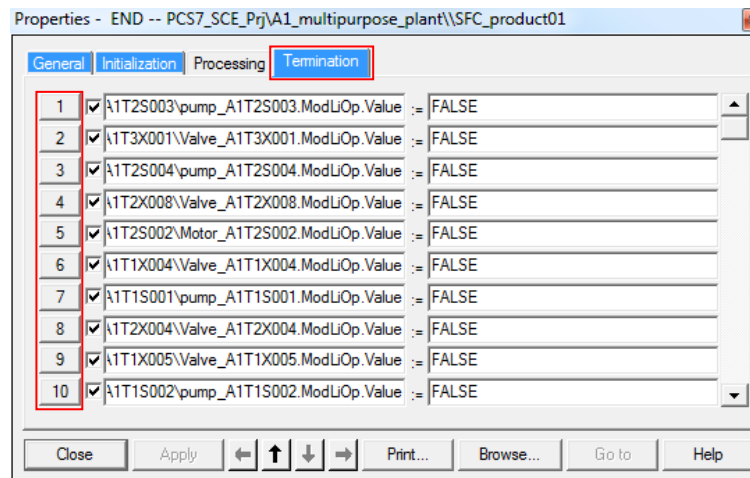 Properties - END -- PCS7_SCE_Prj\A1_multipurpose_plant\\SFC_product01
General Initialization Processing Termination
1 A1T2S003\pump_A1T2S003.ModLiOp.Value := FALSE
2 A1T3X001\Valve_A1T3X001.ModLiOp.Value := FALSE
3 A1T2S004\pump_A1T2S004.ModLiOp.Value := FALSE
4 A1T2X008\Valve_A1T2X008.ModLiOp.Value := FALSE
5 A1T2S002\Motor_A1T2S002.ModLiOp.Value := FALSE
6 A1T1X004\Valve_A1T1X004.ModLiOp.Value := FALSE
7 A1T1S001\pump_A1T1S001.ModLiOp.Value := FALSE
8 A1T2X004\Valve_A1T2X004.ModLiOp.Value := FALSE
9 A1T1X005\Valve_A1T1X005.ModLiOp.Value := FALSE
10 A1T1S002\pump_A1T1S002.ModLiOp.Value := FALSE
Close Apply Print... Browse... Go to Help